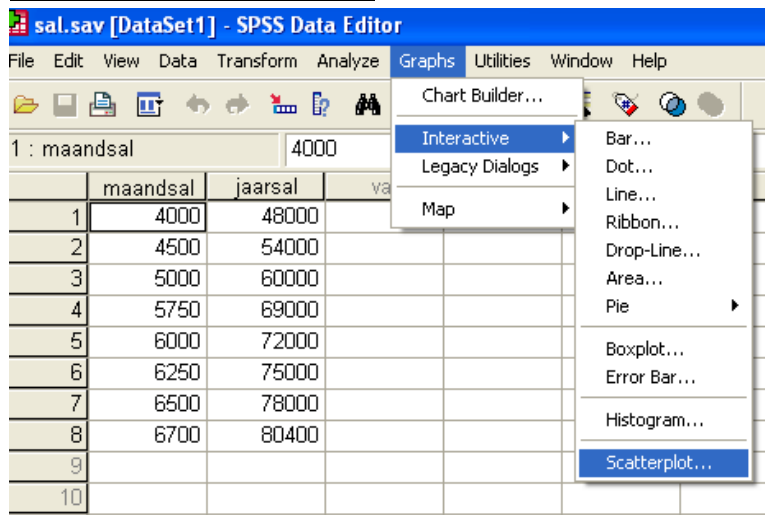 sal.sav [DataSet1] - SPSS Data Editor
File Edit View Data Transform Analyze Graphs Utilities Window Help
Chart Builder...
1 : maandsal 4000
Interactive
Legacy Dialogs
Map
Bar...
Dot...
Line...
Ribbon...
Drop-Line...
Area...
Pie
Boxplot...
Error Bar...
Histogram...
Scatterplot...
maandsal jaarsal va
1 4000 48000
2 4500 54000
3 5000 60000
4 5750 69000
5 6000 72000
6 6250 75000
7 6500 78000
8 6700 80400
9
10